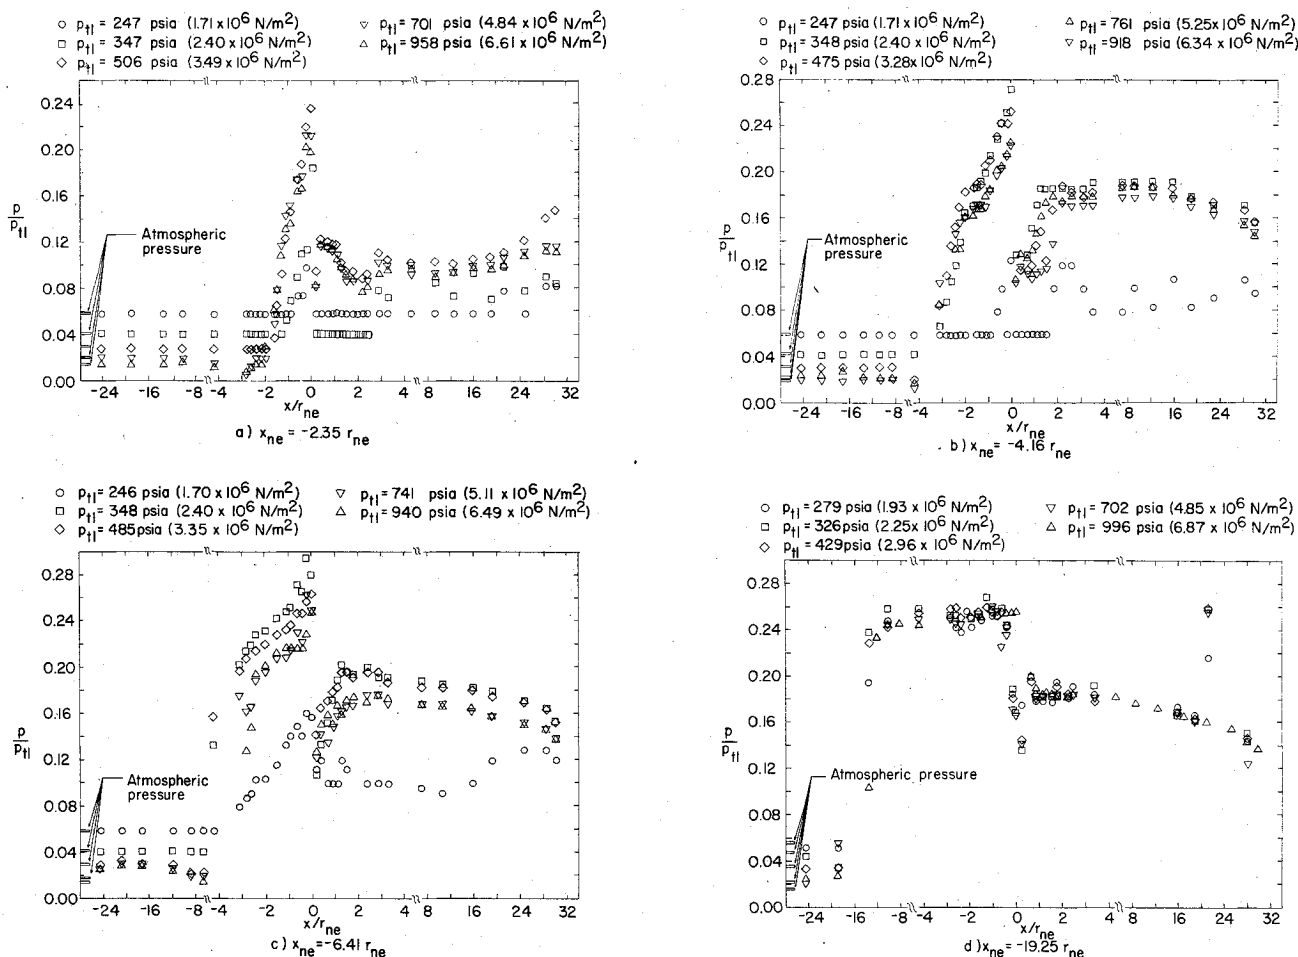 ○ p_tl = 247 psia (1.71 x 10^6 N/m^2)
□ p_tl = 347 psia (2.40 x 10^6 N/m^2)
◇ p_tl = 506 psia (3.49 x 10^6 N/m^2)
▽ p_tl = 701 psia (4.84 x 10^6 N/m^2)
△ p_tl = 958 psia (6.61 x 10^6 N/m^2)
0.24
0.20
0.16
0.12
0.08
0.04
0.00
p/p_tl
Atmospheric
pressure
-24 -16 -8 -4 -2 0 2 4 8 16 24 30
x/r_ne
a) x_ne = -2.35 r_ne
○ p_tl = 247 psia (1.71 x 10^6 N/m^2)
□ p_tl = 348 psia (2.40 x 10^6 N/m^2)
◇ p_tl = 475 psia (3.28 x 10^6 N/m^2)
△ p_tl = 761 psia (5.25 x 10^6 N/m^2)
▽ p_tl = 918 psia (6.34 x 10^6 N/m^2)
0.28
0.24
0.20
0.16
0.12
0.08
0.04
0.00
p/p_tl
Atmospheric
pressure
-24 -16 -8 -4 -2 0 2 4 8 16 24 32
x/r_ne
b) x_ne = -4.16 r_ne
○ p_tl = 246 psia (1.70 x 10^6 N/m^2)
□ p_tl = 348 psia (2.40 x 10^6 N/m^2)
◇ p_tl = 485 psia (3.35 x 10^6 N/m^2)
▽ p_tl = 741 psia (5.11 x 10^6 N/m^2)
△ p_tl = 940 psia (6.49 x 10^6 N/m^2)
0.28
0.24
0.20
0.16
0.12
0.08
0.04
0.00
p/p_tl
Atmospheric
pressure
-24 -16 -8 -4 -2 0 2 4 8 16 24 32
x/r_ne
c) x_ne = -6.41 r_ne
○ p_tl = 279 psia (1.93 x 10^6 N/m^2)
□ p_tl = 326 psia (2.25 x 10^6 N/m^2)
◇ p_tl = 429 psia (2.96 x 10^6 N/m^2)
▽ p_tl = 702 psia (4.85 x 10^6 N/m^2)
△ p_tl = 996 psia (6.87 x 10^6 N/m^2)
0.28
0.24
0.20
0.16
0.12
0.08
0.04
0.00
p/p_tl
Atmospheric pressure
-24 -16 -8 -4 -2 0 2 4 8 16 24 32
x/r_ne
d) x_ne = -19.25 r_ne